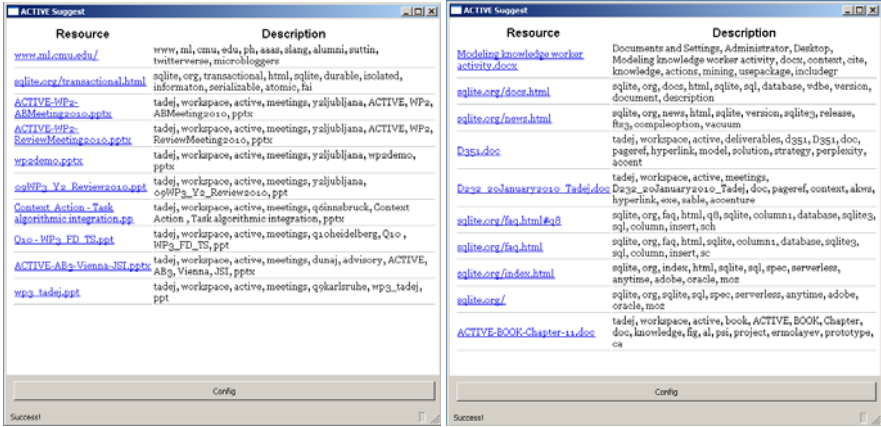 ACTIVE Suggest
Resource Description
www.ml.cmu.edu/ www, ml, cmu, edu, ph, aaas, slang, alumni, suttin,
twitterverse, microbloggers
sqlite.org/transactional.html sqlite, org, transactional, html, sqlite, durable, isolated,
informaton, serializable, atomic, fai
ACTIVE-WP2- tadej, workspace, active, meetings, y2ljubljana, ACTIVE, WP2,
ABMeeting2010.pptx ABMeeting2010, pptx
ACTIVE-WP2- tadej, workspace, active, meetings, y2ljubljana, ACTIVE, WP2,
ReviewMeeting2010.pptx ReviewMeeting2010, pptx
wp2demo.pptx tadej, workspace, active, meetings, y2ljubljana, wp2demo,
pptx
09WP3_Y2_Review2010.ppt tadej, workspace, active, meetings, y2ljubljana,
09WP3_Y2_Review2010, ppt
Context Action - Task tadej, workspace, active, meetings, q6innsbruck, Context
algorithmic integration.pp Action , Task algorithmic integration, pptx
Q10 - WP3_FD_TS.ppt tadej, workspace, active, meetings, q10heidelberg, Q10 ,
WP3_FD_TS, ppt
ACTIVE-AB3-Vienna-JSI.pptx tadej, workspace, active, meetings, dunaj, advisory, ACTIVE,
AB3, Vienna, JSI, pptx
wp3_tadej.ppt tadej, workspace, active, meetings, q9karlsruhe, wp3_tadej,
ppt
Config
Success!
ACTIVE Suggest
Resource Description
Modeling knowledge worker Documents and Settings, Administrator, Desktop,
activity.docx Modeling knowledge worker activity, docx, context, cite,
knowledge, actions, mining, usepackage, includegr
sqlite.org/docs.html sqlite, org, docs, html, sqlite, sql, database, vdbe, version,
document, description
sqlite.org/news.html sqlite, org, news, html, sqlite, version, sqlite3, release,
fts3, compileoption, vacuum
D351.doc tadej, workspace, active, deliverables, d351, D351, doc,
pageref, hyperlink, model, solution, strategy, perplexity,
accent
D232_20January2010_Tadej.doc tadej, workspace, active, meetings,
D232_20January2010_Tadej, doc, pageref, context, akws,
hyperlink, exe, sable, accenture
sqlite.org/faq.html#q8 sqlite, org, faq, html, q8, sqlite, column1, database, sqlite3,
sql, column, insert, sch
sqlite.org/faq.html sqlite, org, faq, html, sqlite, column1, database, sqlite3,
sql, column, insert, sc
sqlite.org/index.html sqlite, org, index, html, sqlite, sql, spec, serverless,
anytime, adobe, oracle, moz
sqlite.org/ sqlite, org, sqlite, sql, spec, serverless, anytime, adobe,
oracle, moz
ACTIVE-BOOK-Chapter-11.doc tadej, workspace, active, book, ACTIVE, BOOK, Chapter,
doc, knowledge, fig, al, psi, project, ermolayev, prototype,
ca
Config
Success!